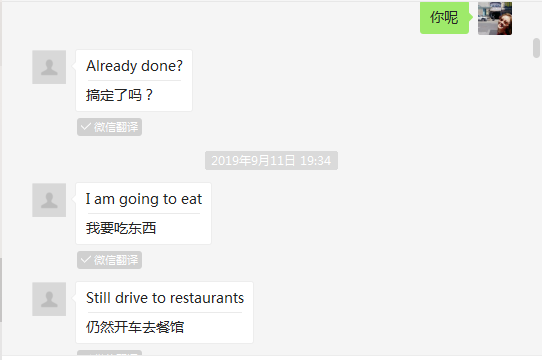 你呢
Already done?
搞定了吗？
微信翻译
2019年9月11日 19:34
I am going to eat
我要吃东西
微信翻译
Still drive to restaurants
仍然开车去餐馆